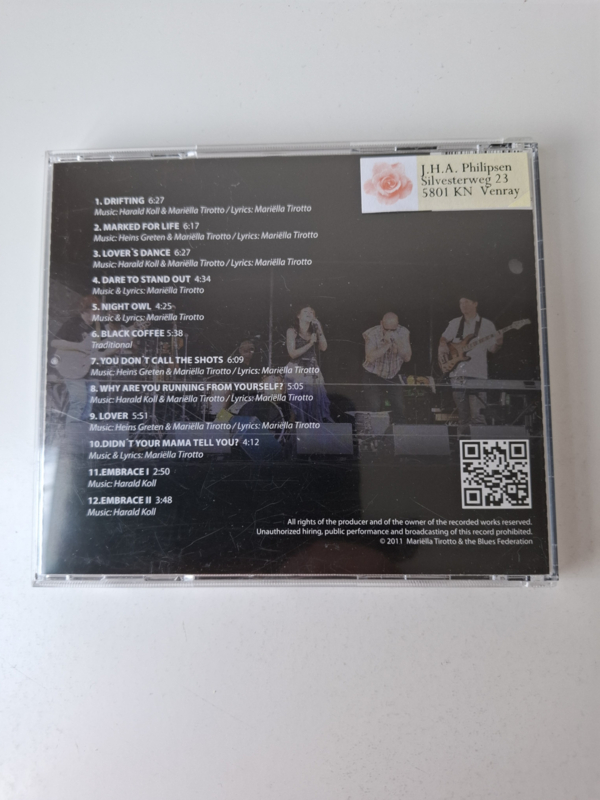 J.H.A. Philipsen
Silvesterweg 23
5801 KN Venray
1. DRIFTING 6:27
Music: Harald Koll & Mariëlla Tirotto / Lyrics: Mariëlla Tirotto
2. MARKED FOR LIFE 6:17
Music: Heins Greten & Mariëlla Tirotto / Lyrics: Mariëlla Tirotto
3. LOVER`S DANCE 6:27
Music: Harald Koll & Mariëlla Tirotto / Lyrics: Mariëlla Tirotto
4. DARE TO STAND OUT 4:34
Music & Lyrics: Mariëlla Tirotto
5. NIGHT OWL 4:25
Music & Lyrics: Mariëlla Tirotto
6. BLACK COFFEE 5:38
Traditional
7. YOU DON`T CALL THE SHOTS 6:09
Music: Heins Greten & Mariëlla Tirotto / Lyrics: Mariëlla Tirotto
8. WHY ARE YOU RUNNING FROM YOURSELF? 5:05
Music: Harald Koll & Mariëlla Tirotto / Lyrics: Mariëlla Tirotto
9. LOVER 5:51
Music: Heins Greten & Mariëlla Tirotto / Lyrics: Mariëlla Tirotto
10.DIDN`T YOUR MAMA TELL YOU? 4:12
Music & Lyrics: Mariëlla Tirotto
11.EMBRACE I 2:50
Music: Harald Koll
12.EMBRACE II 3:48
Music: Harald Koll
All rights of the producer and of the owner of the recorded works reserved.
Unauthorized hiring, public performance and broadcasting of this record prohibited.
© 2011 Mariëlla Tirotto & the Blues Federation